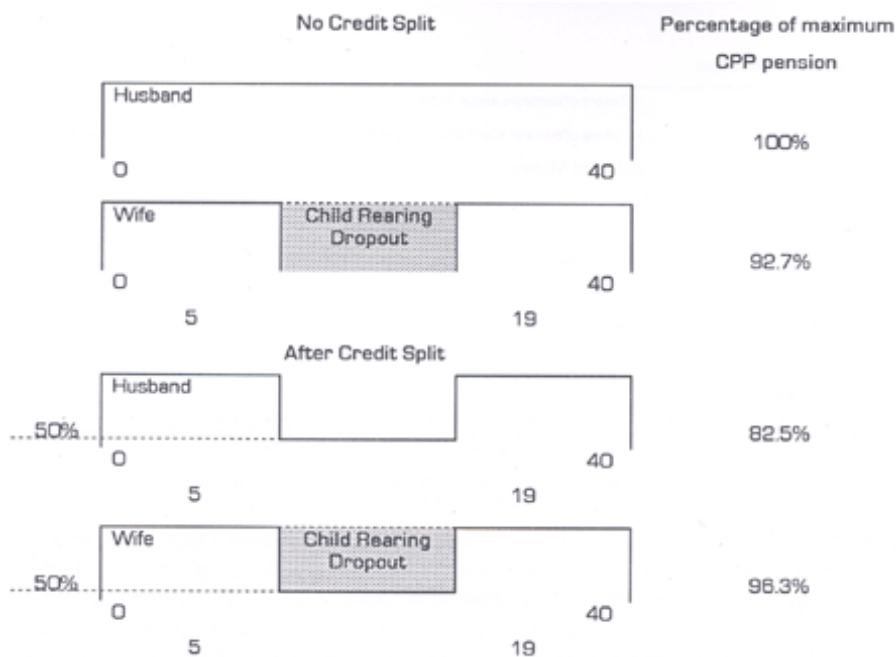 No Credit Split
Percentage of maximum
CPP pension
Husband
100%
0
40
Wife
Child Rearing
Dropout
92.7%
0
40
5
19
After Credit Split
Husband
50%
82.5%
0
40
5
19
Wife
Child Rearing
Dropout
50%
96.3%
0
40
5
19